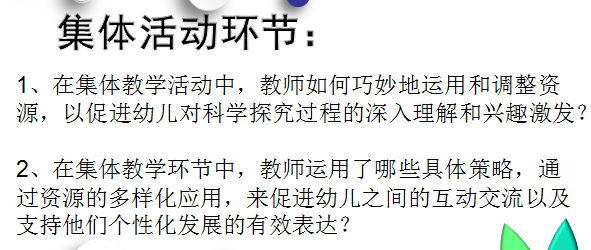 集体活动环节：
1、在集体教学活动中，教师如何巧妙地运用和调整资
源，以促进幼儿对科学探究过程的深入理解和兴趣激发？
2、在集体教学环节中，教师运用了哪些具体策略，通
过资源的多样化应用，来促进幼儿之间的互动交流以及
支持他们个性化发展的有效表达？